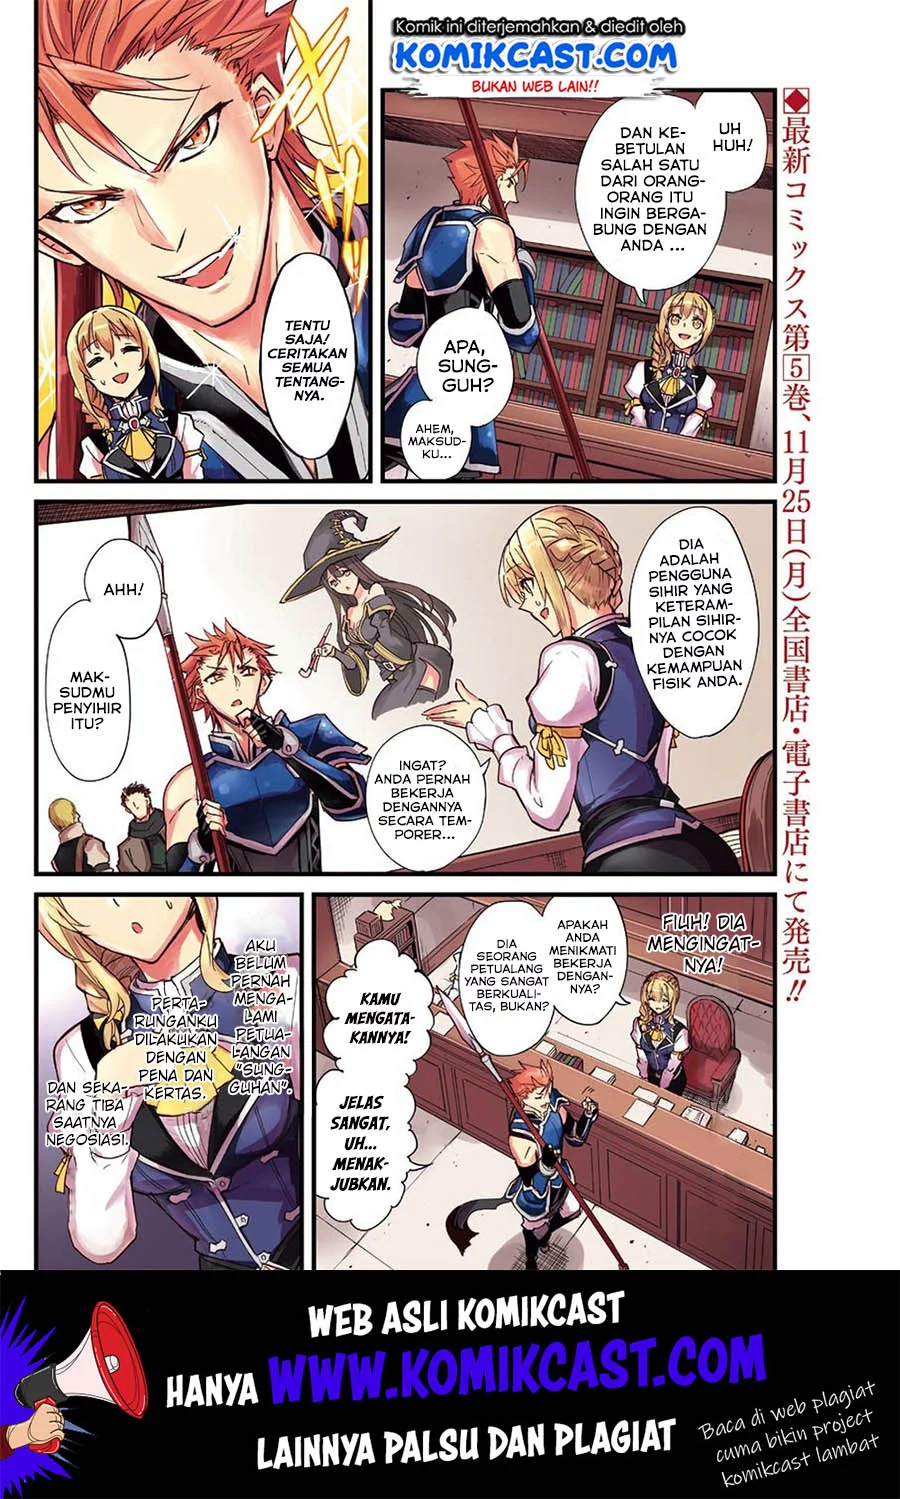 Komik ini diterjemahkan & diedit oleh
KOMIKCAST.COM
BUKAN WEB LAIN!!
◆最新コミックス第5巻、11月25日(月)全国書店・電子書店にて発売!!
UH
HUH!
DAN KE-
BETULAN
SALAH SATU
DARI ORANG-
ORANG ITU
INGIN BERGA-
BUNG DENGAN
ANDA ...
APA,
SUNG-
GUH?
AHEM,
MAKSUD-
KU...
TENTU
SAJA!
CERITAKAN
SEMUA
TENTANG-
NYA.
DIA
ADALAH
PENGGUNA
SIHIR YANG
KETERAM-
PILAN SIHIR-
NYA COCOK
DENGAN
KEMAMPUAN
FISIK ANDA.
INGAT?
ANDA PERNAH
BEKERJA
DENGANNYA
SECARA TEM-
PORER...
AHH!
MAK-
SUDMU
PENYIHIR
ITU?
FIUH! DIA
MENGINGAT-
NYA!
APAKAH
ANDA
MENIKMATI
BEKERJA
DENGAN-
NYA?
DIA
SEORANG
PETUALANG
YANG SANGAT
BERKUALI-
TAS, BUKAN?
KAMU
MENGATA-
KANNYA!
JELAS
SANGAT,
UH...
MENAK-
JUBKAN.
AKU
BELUM
PERNAH
MENGA-
LAMI
PETUA-
LANGAN
"SUNG-
GUHAN".
PERTA-
RUNGANKU
DILAKUKAN
DENGAN
PENA DAN
KERTAS.
DAN SEKA-
RANG TIBA
SAATNYA
NEGOSIASI.
WEB ASLI KOMIKCAST
HANYA WWW.KOMIKCAST.COM
LAINNYA PALSU DAN PLAGIAT
Baca di web plagiat
cuma bikin project
komikcast lambat